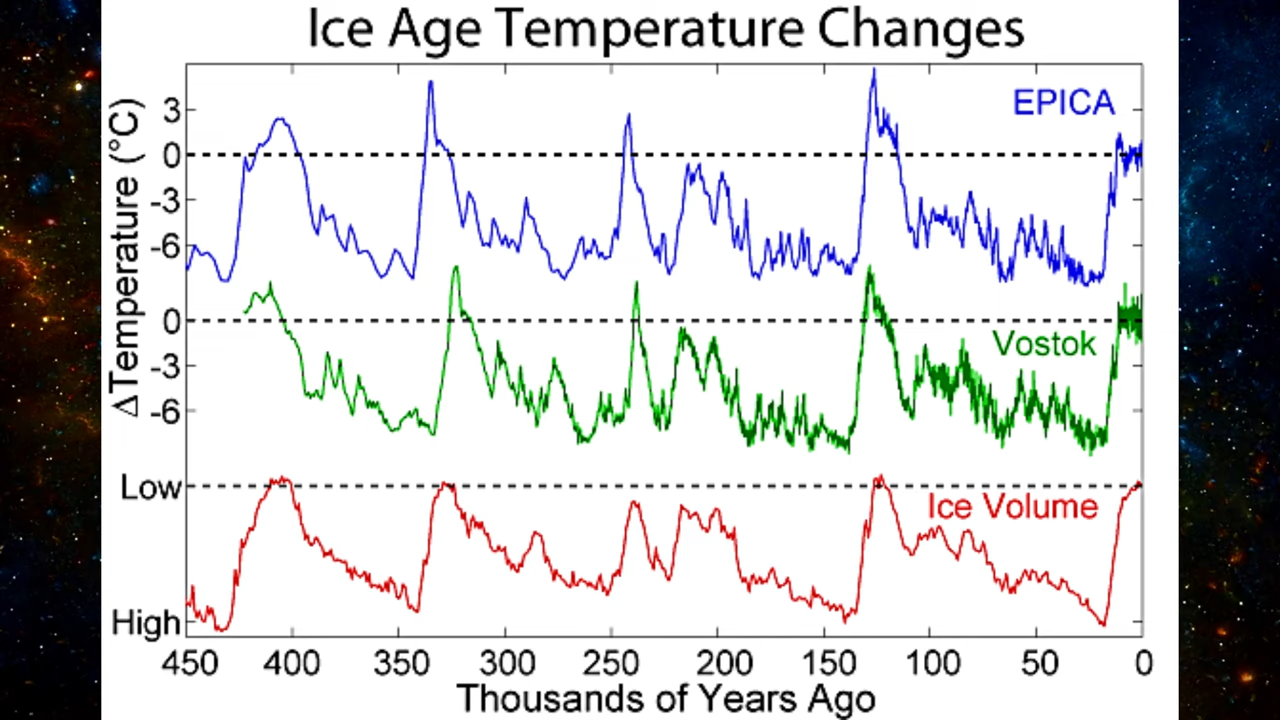 Ice Age Temperature Changes
EPICA
3
0
-3
-6
ΔTemperature (°C)
0
Vostok
-3
-6
Low
Ice Volume
High
450 400 350 300 250 200 150 100 50 0
Thousands of Years Ago